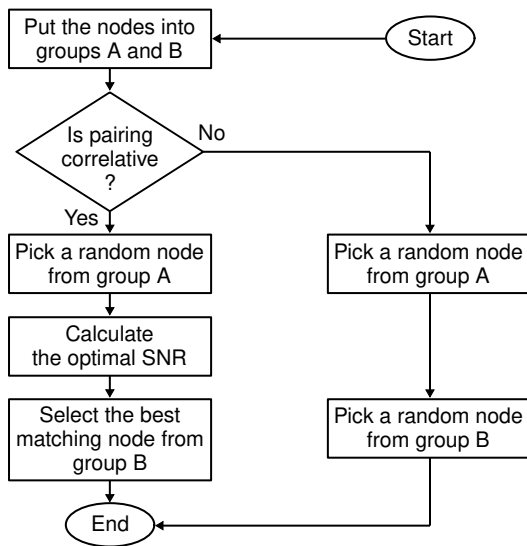 Put the nodes into
groups A and B
Start
Is pairing
correlative
?
No
Yes
Pick a random node
from group A
Pick a random node
from group A
Calculate
the optimal SNR
Select the best
matching node from
group B
Pick a random node
from group B
End